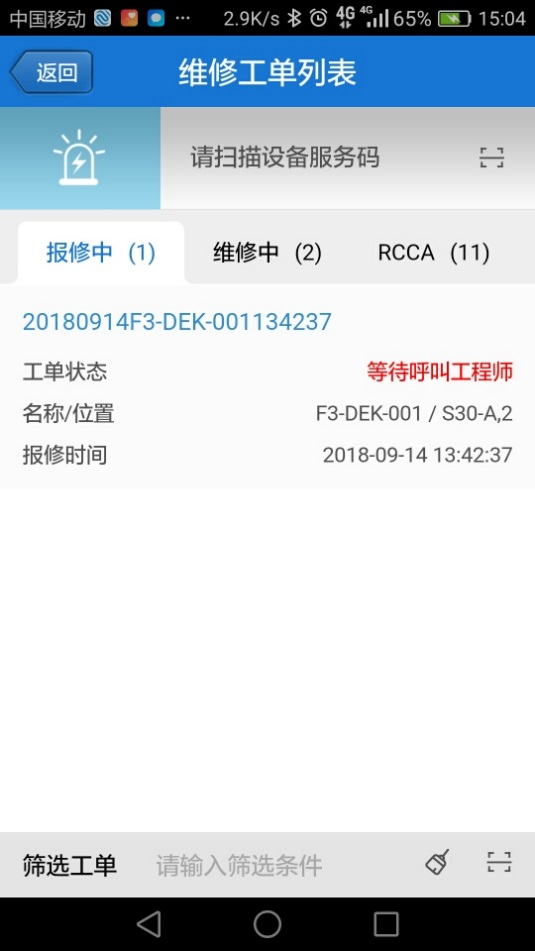 中国移动 ... 2.9K/s 4G 4G 65% 15:04
返回 维修工单列表
请扫描设备服务码
报修中 (1) 维修中 (2) RCCA (11)
20180914F3-DEK-001134237
工单状态 等待呼叫工程师
名称/位置 F3-DEK-001 / S30-A,2
报修时间 2018-09-14 13:42:37
筛选工单 请输入筛选条件